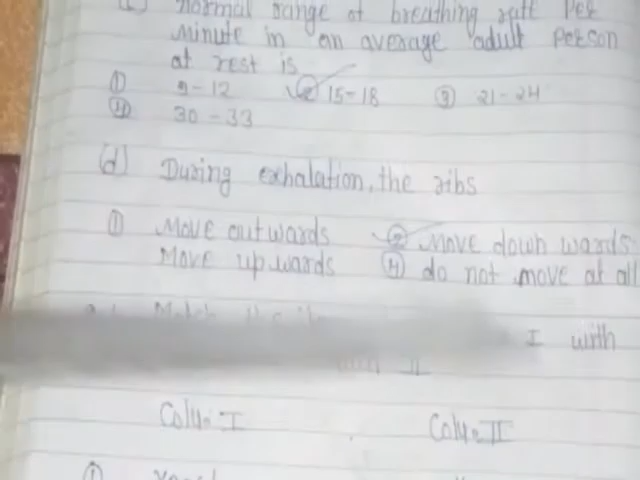 normal range of breathing rate Per
minute in an average adult person
at rest is
① 9-12 ② 15-18 ③ 21-24
④ 30-33
(d) During exhalation, the ribs
① Move outwards ② Move down wards
Move up wards ④ do not move at all
I with
II
Colu. I Colu. II